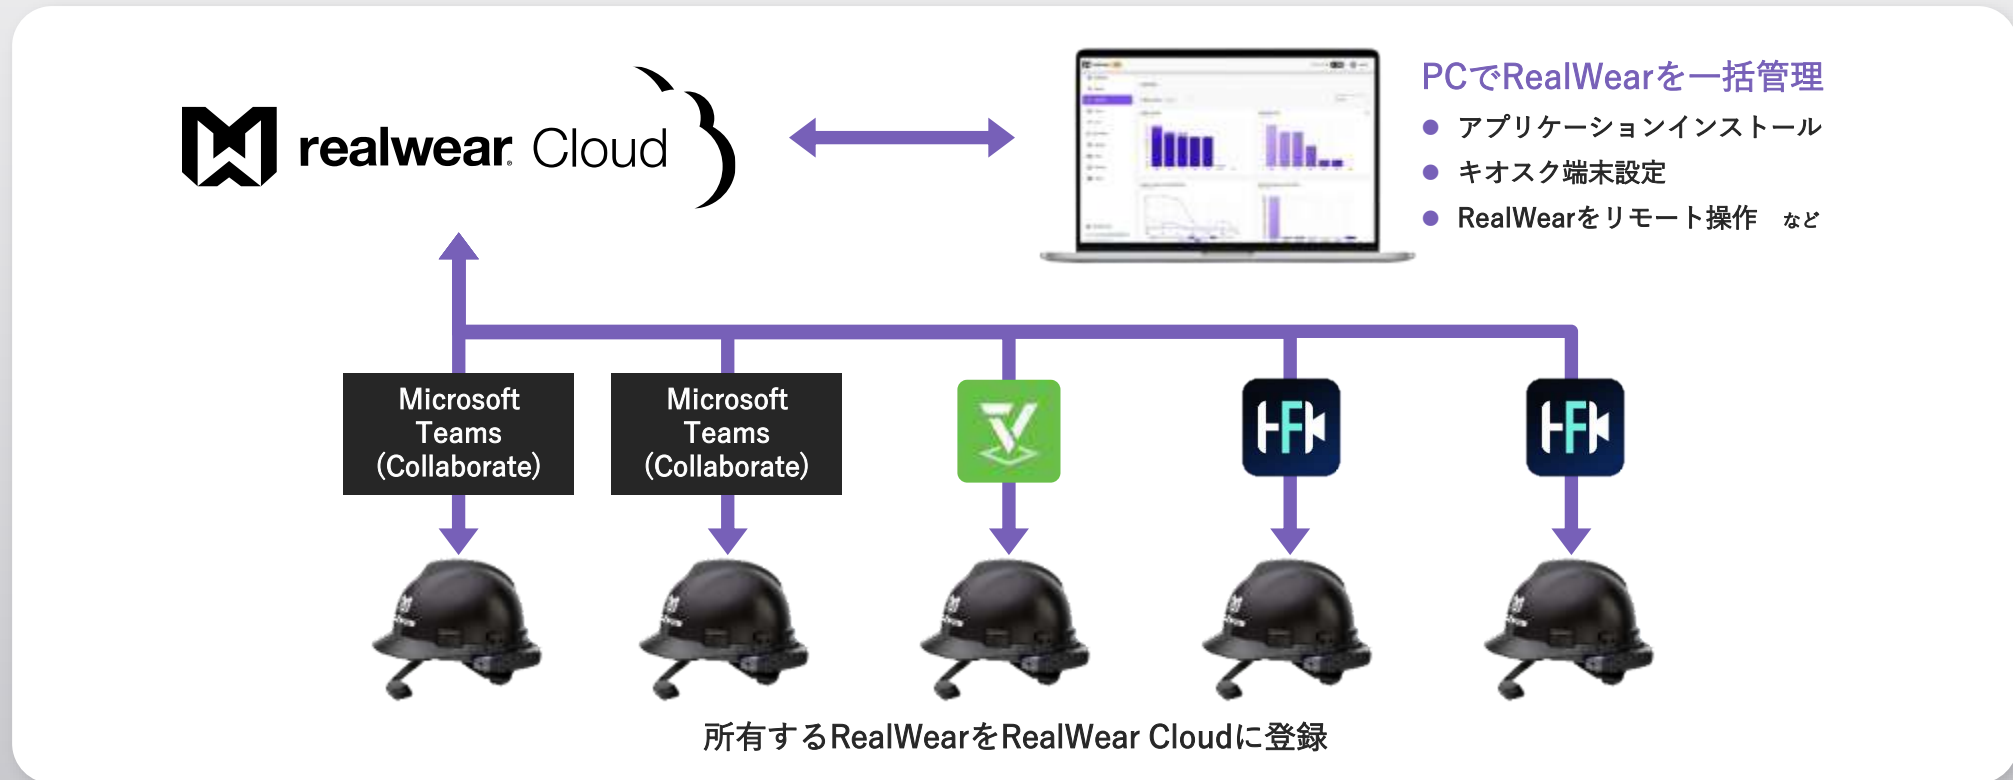 realwear Cloud
PCでRealWearを一括管理
● アプリケーションインストール
● キオスク端末設定
● RealWearをリモート操作 など
Microsoft
Teams
(Collaborate)
Microsoft
Teams
(Collaborate)
所有するRealWearをRealWear Cloudに登録